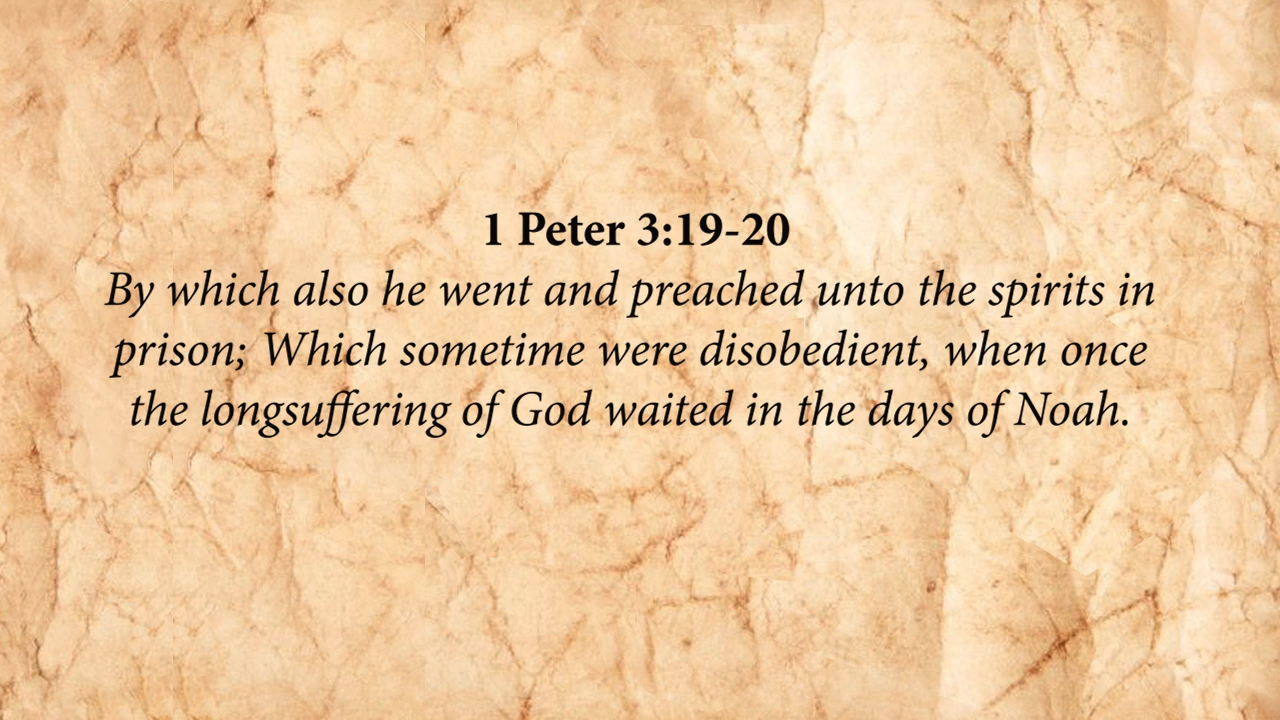 1 Peter 3:19-20
By which also he went and preached unto the spirits in
prison; Which sometime were disobedient, when once
the longsuffering of God waited in the days of Noah.